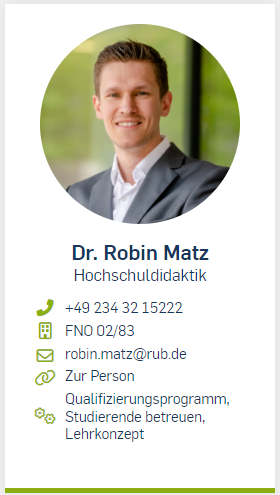 Dr. Robin Matz
Hochschuldidaktik
+49 234 32 15222
FNO 02/83
robin.matz@rub.de
Zur Person
Qualifizierungsprogramm,
Studierende betreuen,
Lehrkonzept